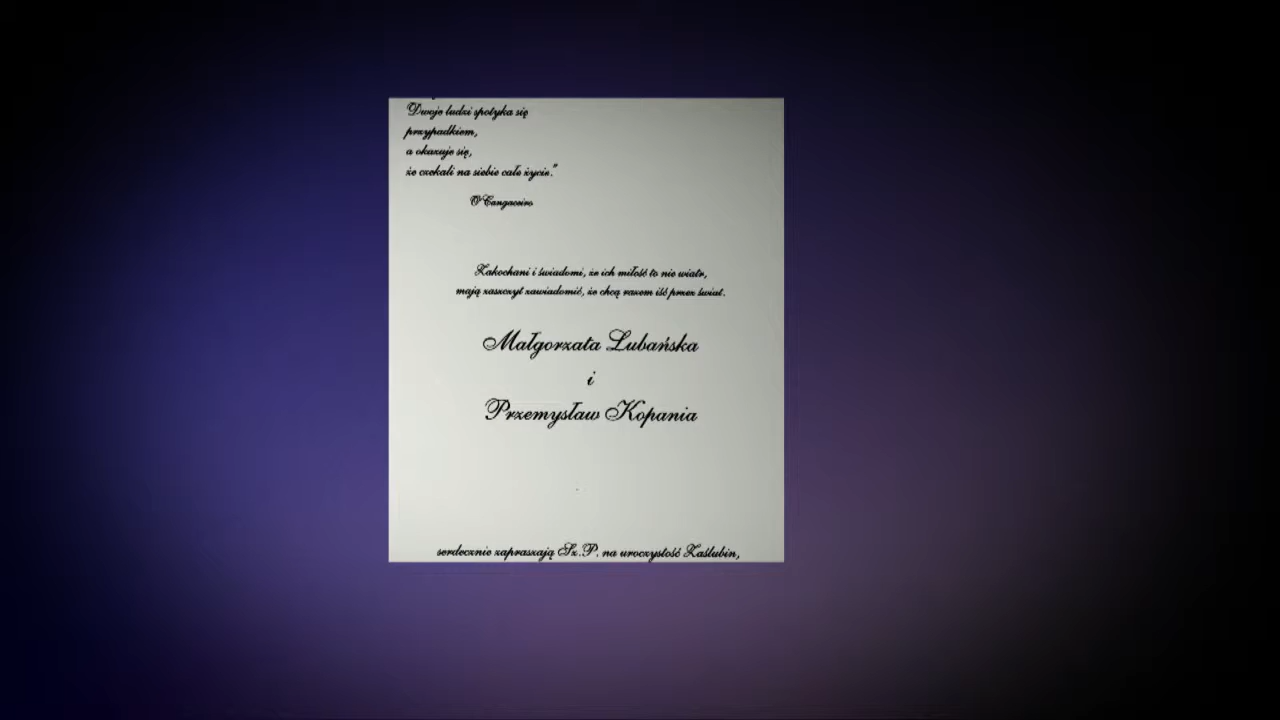 "Dwoje ludzi spotyka się
przypadkiem,
a okazuje się,
że czekali na siebie całe życie."
O'Cangaceiro
Zakochani i świadomi, że ich miłość to nie wiatr,
mają zaszczyt zawiadomić, że chcą razem iść przez świat.
Małgorzata Lubańska
i
Przemysław Kopania
serdecznie zapraszają Sz.P. na uroczystość Zaślubin,